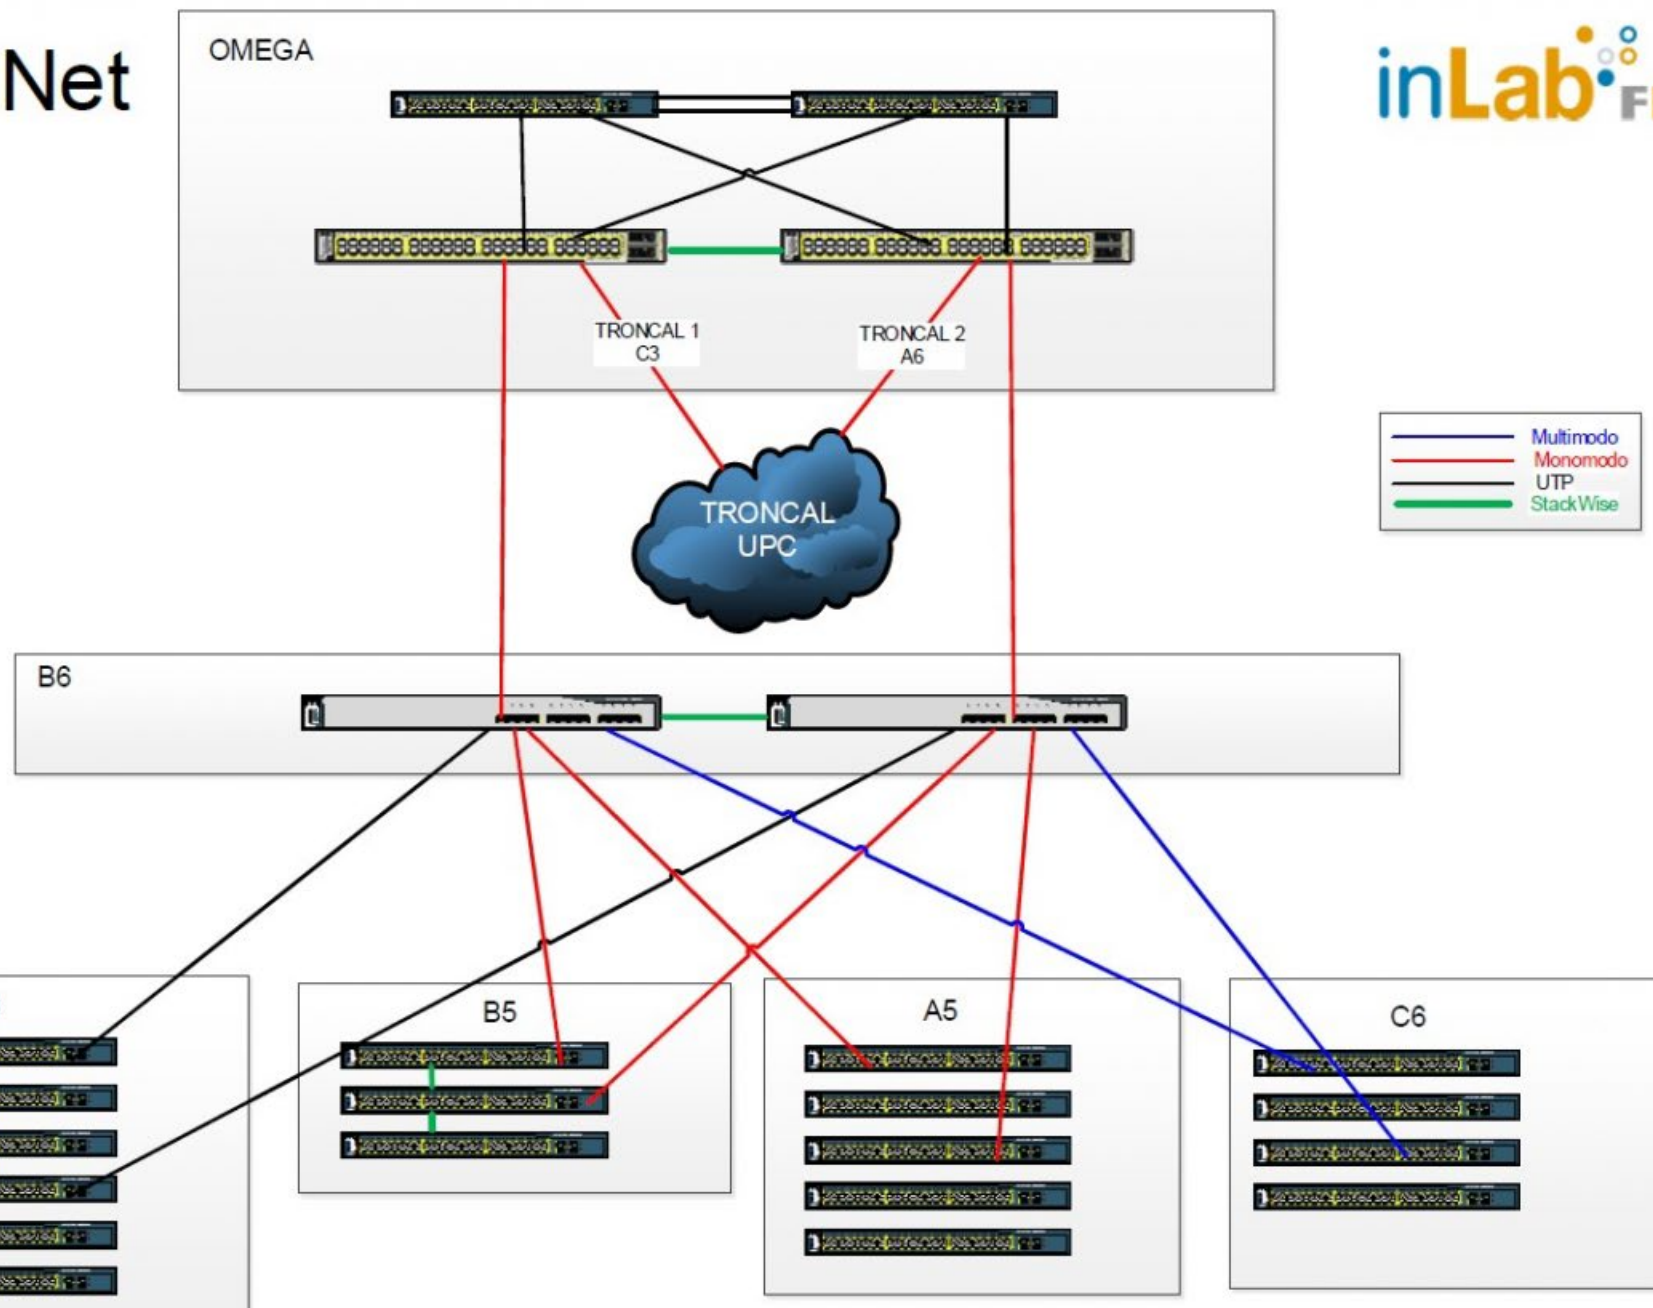 Net
OMEGA
inLab
TRONCAL 1
C3
TRONCAL 2
A6
TRONCAL
UPC
Multimodo
Monomodo
UTP
StackWise
B6
B5
A5
C6